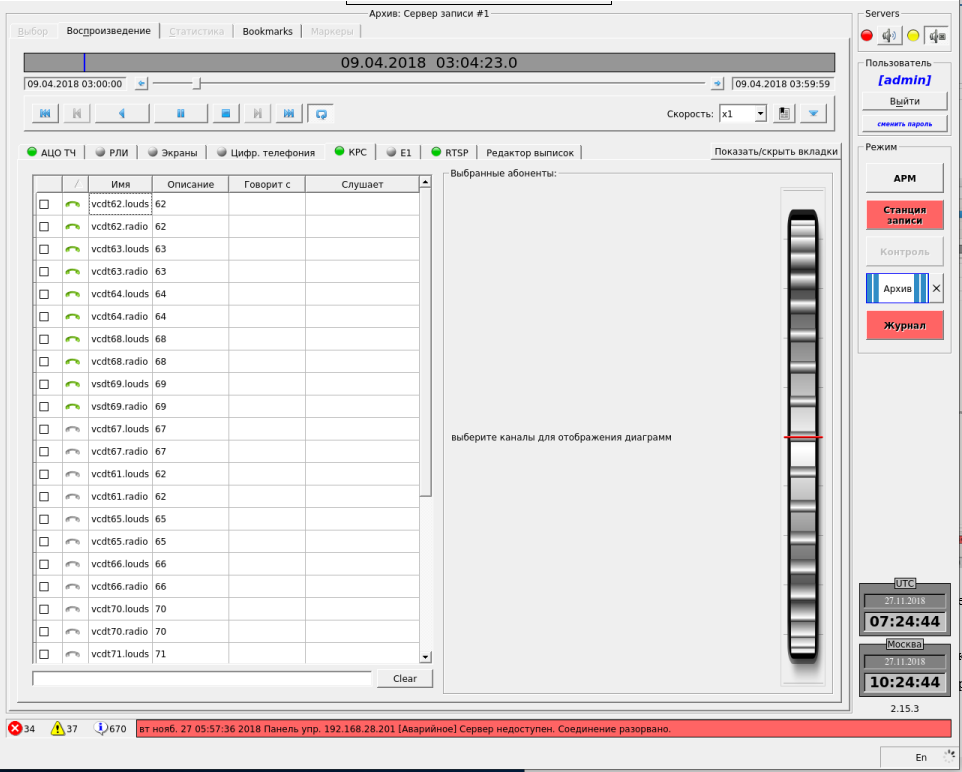 Архив: Сервер записи #1
Выбор Воспроизведение Статистика Bookmarks Маркеры
09.04.2018 03:04:23.0
09.04.2018 03:00:00 09.04.2018 03:59:59
Скорость: x1
АЦО ТЧ РЛИ Экраны Цифр. телефония КРС E1 RTSP Редактор выписок Показать/скрыть вкладки
/ Имя Описание Говорит с Слушает
vcdt62.louds 62
vcdt62.radio 62
vcdt63.louds 63
vcdt63.radio 63
vcdt64.louds 64
vcdt64.radio 64
vcdt68.louds 68
vcdt68.radio 68
vsdt69.louds 69
vsdt69.radio 69
vcdt67.louds 67
vcdt67.radio 67
vcdt61.louds 62
vcdt61.radio 62
vcdt65.louds 65
vcdt65.radio 65
vcdt66.louds 66
vcdt66.radio 66
vcdt70.louds 70
vcdt70.radio 70
vcdt71.louds 71
Clear
Выбранные абоненты:
выберите каналы для отображения диаграмм
Servers
Пользователь
[admin]
Выйти
сменить пароль
Режим
АРМ
Станция
записи
Контроль
Архив
Журнал
UTC
27.11.2018
07:24:44
Москва
27.11.2018
10:24:44
2.15.3
34 37 670 вт нояб. 27 05:57:36 2018 Панель упр. 192.168.28.201 [Аварийное] Сервер недоступен. Соединение разорвано.
En